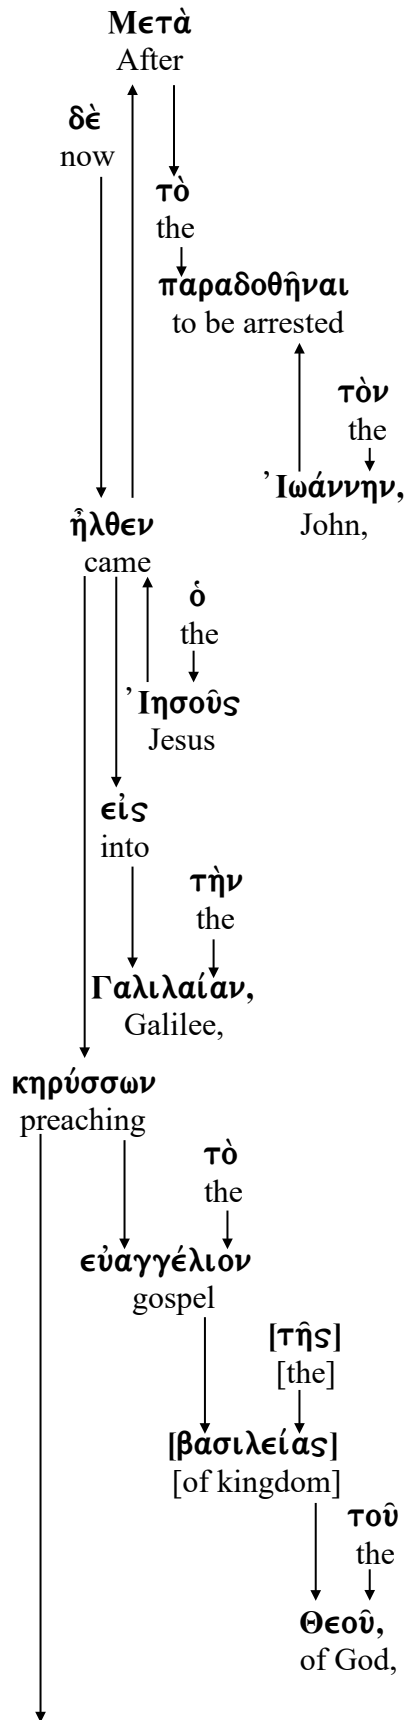 Μετὰ
After
δὲ
now
τὸ
the
παραδοθῆναι
to be arrested
τὸν
the
Ἰωάννην,
John,
ἦλθεν
came
ὁ
the
Ἰησοῦς
Jesus
εἰς
into
τὴν
the
Γαλιλαίαν,
Galilee,
κηρύσσων
preaching
τὸ
the
εὐαγγέλιον
gospel
[τῆς]
[the]
[βασιλείας]
[of kingdom]
τοῦ
the
Θεοῦ,
of God,